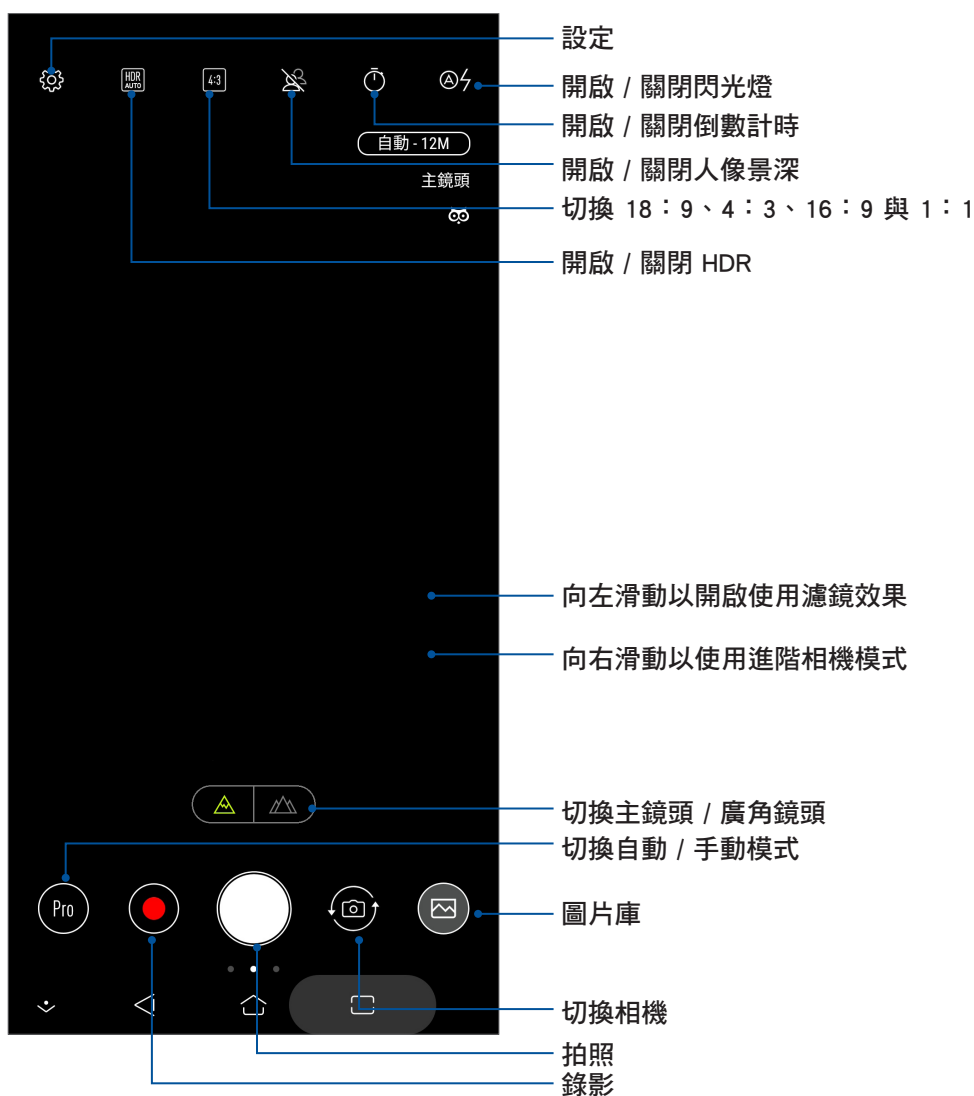 設定
HDR
AUTO
4:3
A
開啟 / 關閉閃光燈
開啟 / 關閉倒數計時
自動 - 12M
開啟 / 關閉人像景深
主鏡頭
切換 18：9、4：3、16：9 與 1：1
開啟 / 關閉 HDR
向左滑動以開啟使用濾鏡效果
向右滑動以使用進階相機模式
切換主鏡頭 / 廣角鏡頭
切換自動 / 手動模式
Pro
圖片庫
切換相機
拍照
錄影